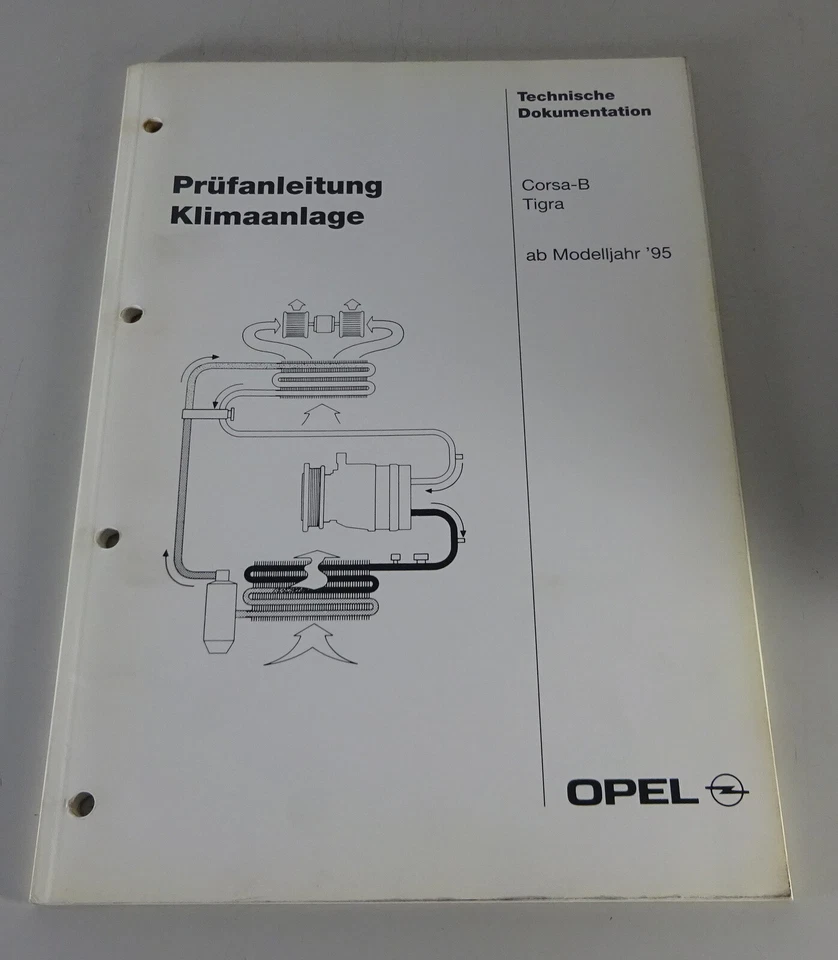 Technische
Dokumentation
Prüfanleitung
Klimaanlage
Corsa-B
Tigra
ab Modelljahr '95
OPEL